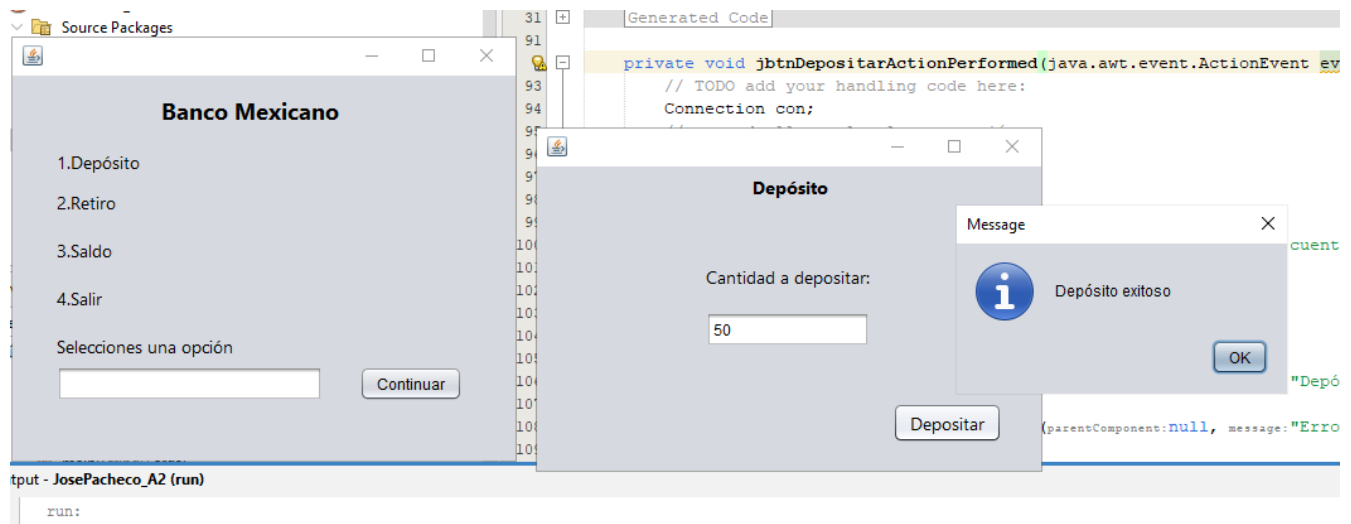 Source Packages
Banco Mexicano
1.Depósito
2.Retiro
3.Saldo
4.Salir
Selecciones una opción
Continuar
31 Generated Code
91
private void jbtnDepositarActionPerformed(java.awt.event.ActionEvent ev
93 // TODO add your handling code here:
94 Connection con;
Depósito
Cantidad a depositar:
50
Depositar
Message
Depósito exitoso
OK
cuent
"Depó
(parentComponent:null, message:"Erro
tput - JosePacheco_A2 (run)
run: